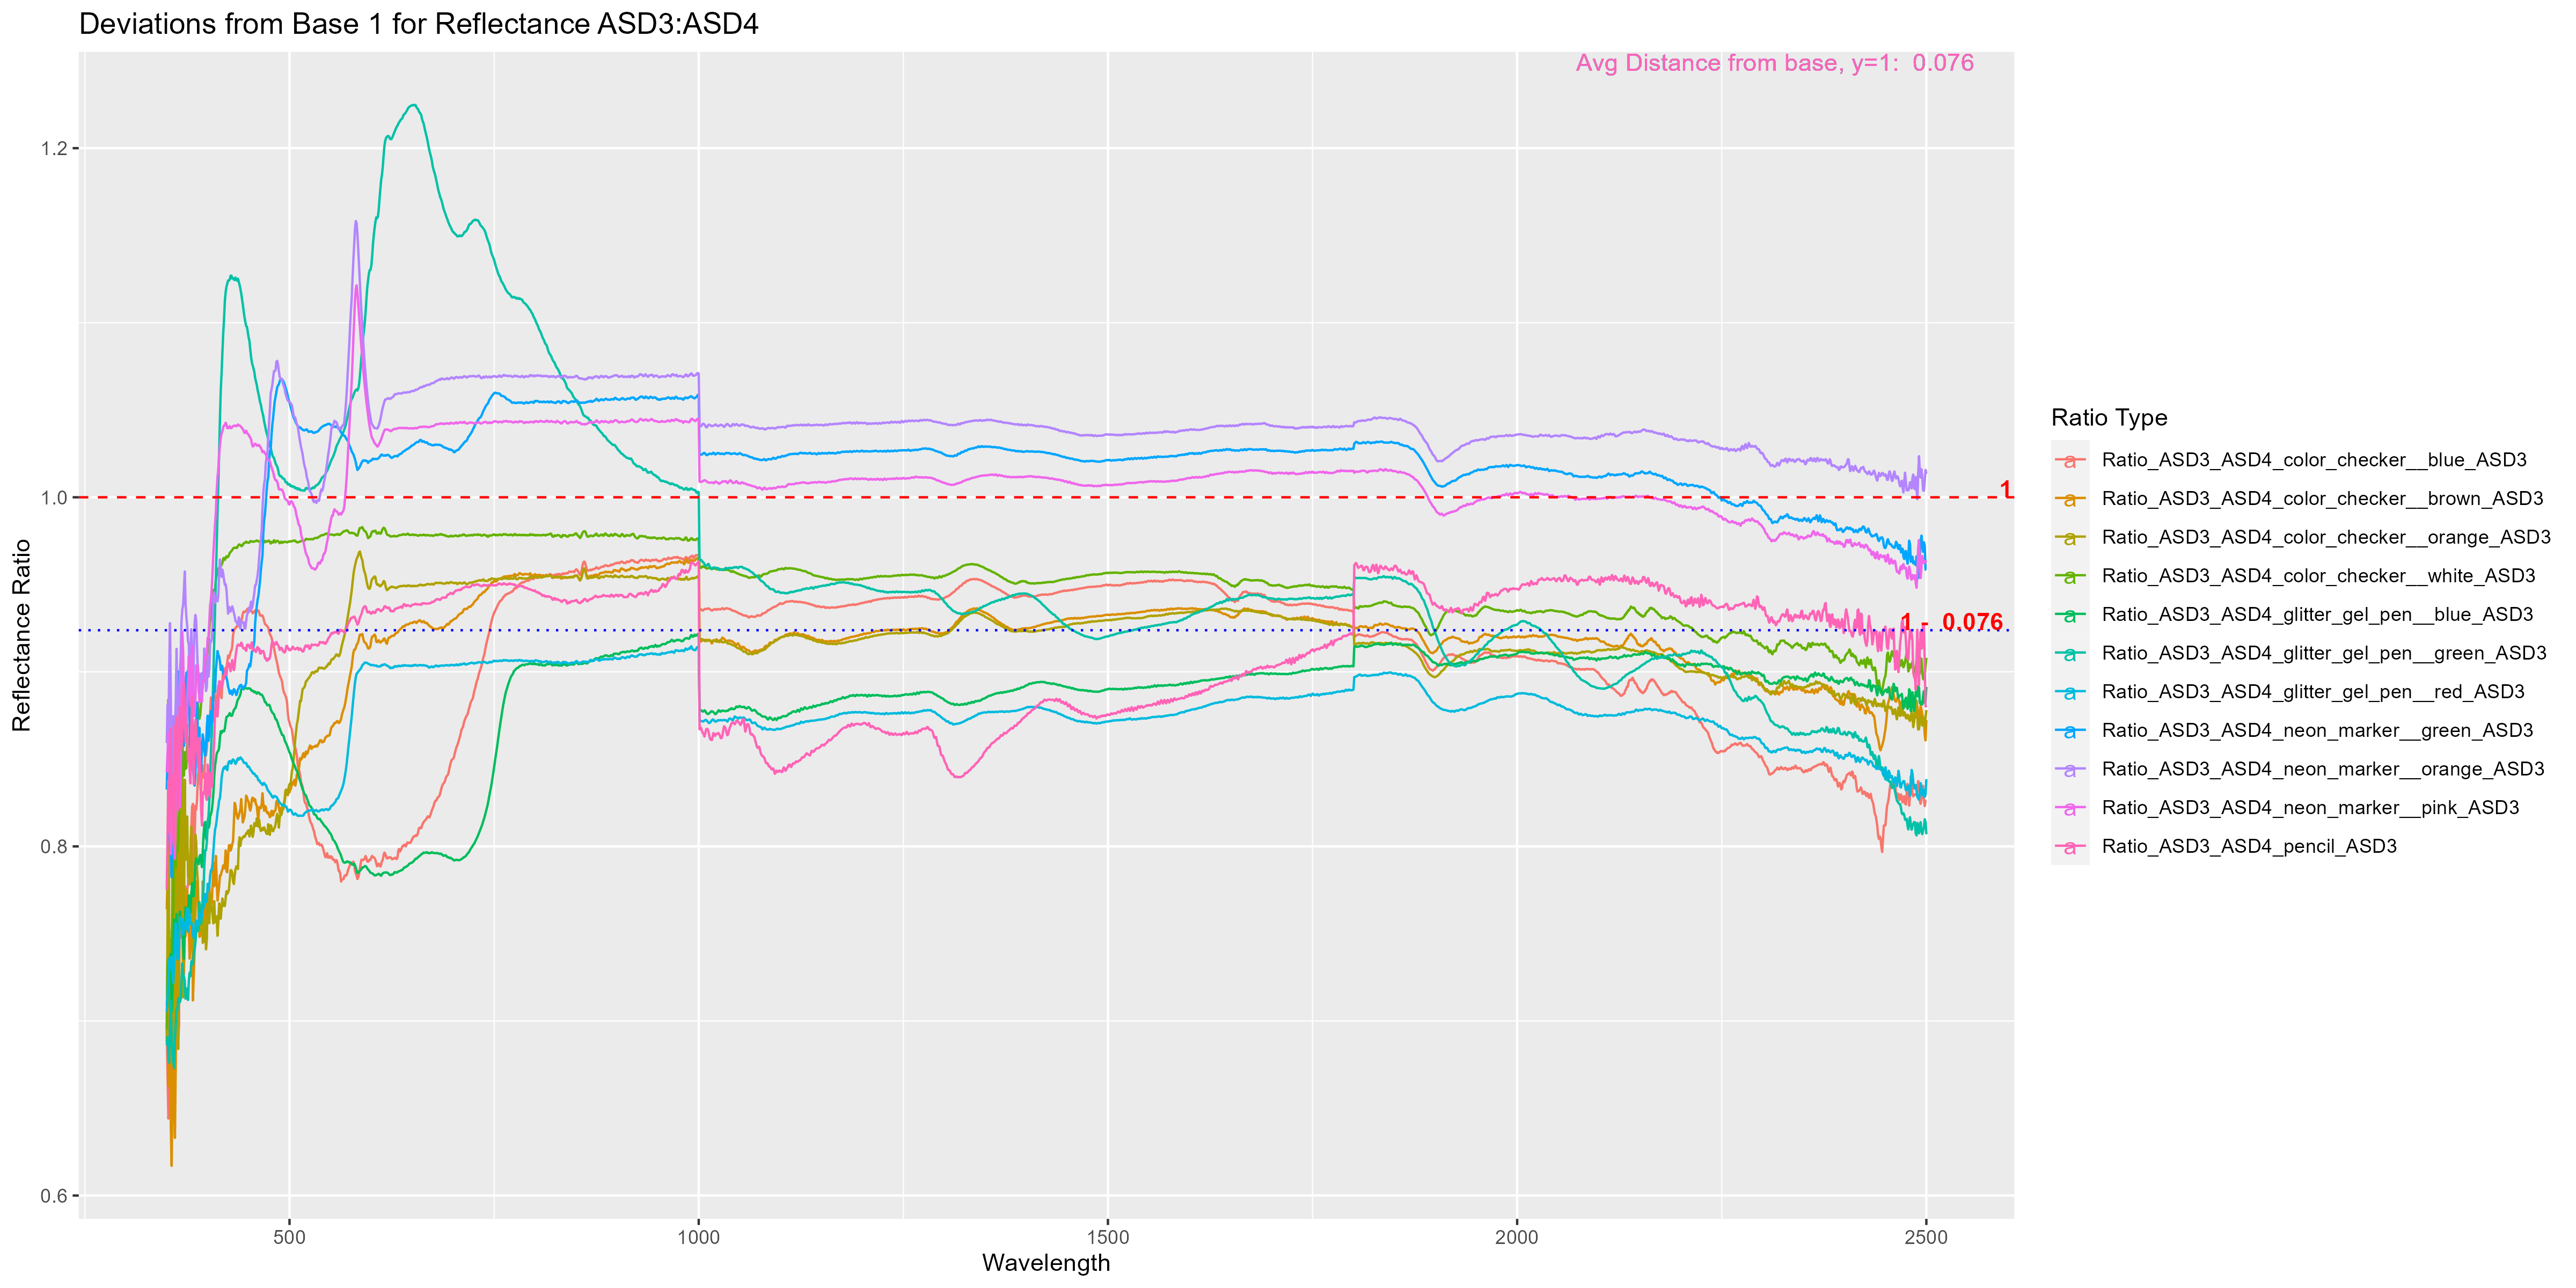 Deviations from Base 1 for Reflectance ASD3:ASD4
Avg Distance from base, y=1:  0.076
1.2
1.0
0.8
0.6
Reflectance Ratio
1
1 -  0.076
500
1000
1500
2000
2500
Wavelength
Ratio Type
a Ratio_ASD3_ASD4_color_checker__blue_ASD3
a Ratio_ASD3_ASD4_color_checker__brown_ASD3
a Ratio_ASD3_ASD4_color_checker__orange_ASD3
a Ratio_ASD3_ASD4_color_checker__white_ASD3
a Ratio_ASD3_ASD4_glitter_gel_pen__blue_ASD3
a Ratio_ASD3_ASD4_glitter_gel_pen__green_ASD3
a Ratio_ASD3_ASD4_glitter_gel_pen__red_ASD3
a Ratio_ASD3_ASD4_neon_marker__green_ASD3
a Ratio_ASD3_ASD4_neon_marker__orange_ASD3
a Ratio_ASD3_ASD4_neon_marker__pink_ASD3
a Ratio_ASD3_ASD4_pencil_ASD3